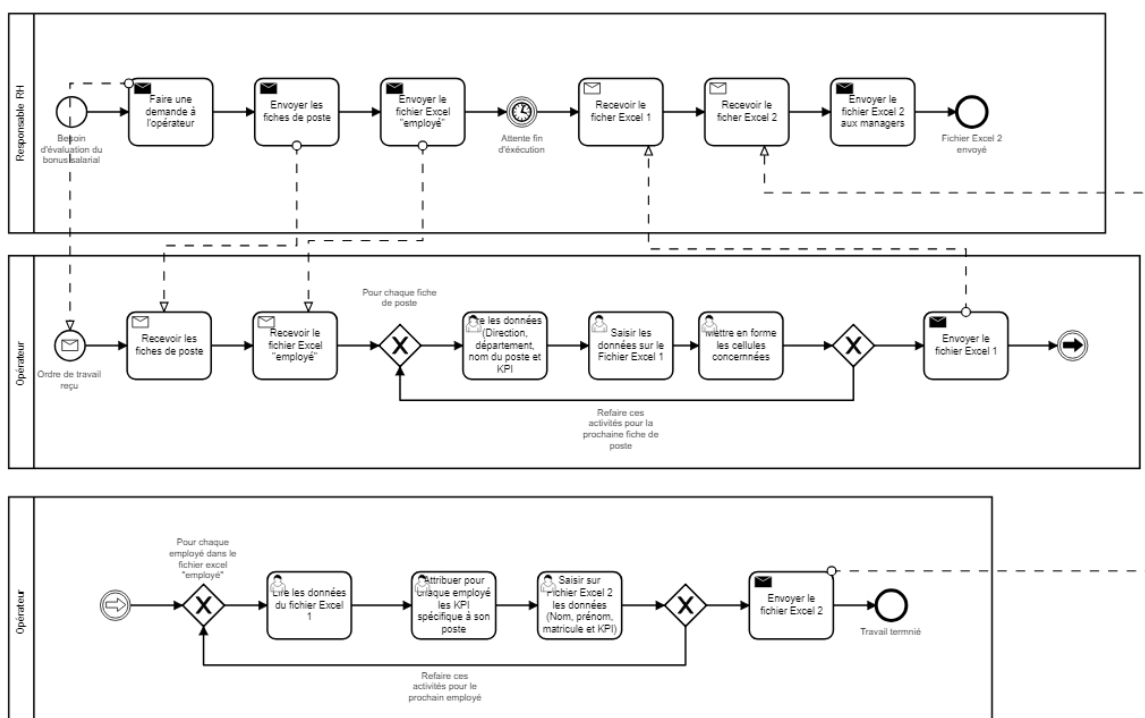 Responsable RH
Faire une
demande à
l'opérateur
Envoyer les
fiches de poste
Envoyer le
fichier Excel
"employé"
Recevoir le
ficher Excel 1
Recevoir le
ficher Excel 2
Envoyer le
fichier Excel 2
aux managers
Besoin
d'évaluation du
bonus salarial
Attente fin
d'éxécution
Fichier Excel 2
envoyé
Opérateur
Pour chaque fiche
de poste
Recevoir les
fiches de poste
Recevoir le
fichier Excel
"employé"
les données
(Direction,
département,
nom du poste et
KPI
Saisir les
données sur le
Fichier Excel 1
Mettre en forme
les cellules
concernnées
Envoyer le
fichier Excel 1
Ordre de travail
reçu
Refaire ces
activités pour la
prochaine fiche de
poste
Opérateur
Pour chaque
employé dans le
fichier excel
"employé"
Lire les données
du fichier Excel
1
Attribuer pour
chaque employé
les KPI
spécifique à son
poste
Saisir sur
Fichier Excel 2
les données
(Nom, prénom,
matricule et KPI)
Envoyer le
fichier Excel 2
Travail termnié
Refaire ces
activités pour le
prochain employé